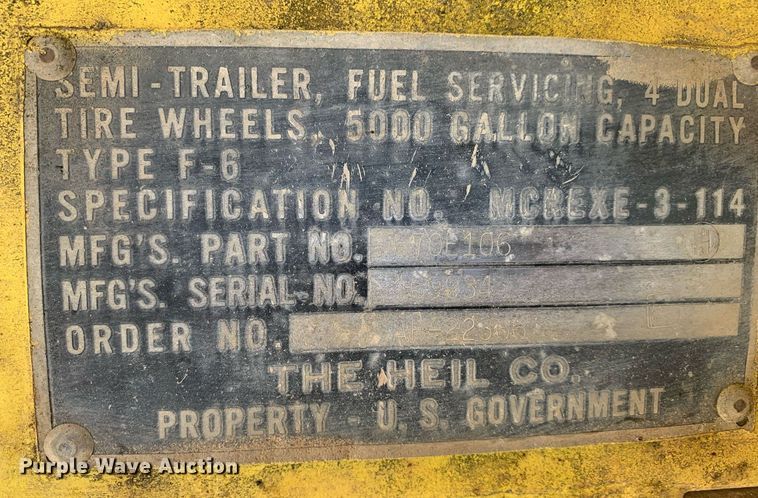 SEMI-TRAILER, FUEL SERVICING, 4 DUAL
TIRE WHEELS, 5000 GALLON CAPACITY
TYPE F-6
SPECIFICATION NO. MCREXE-3-114
MFG'S. PART NO.
MFG'S. SERIAL NO.
ORDER NO.
THE HEIL CO.
PROPERTY - U. S. GOVERNMENT
Purple Wave Auction